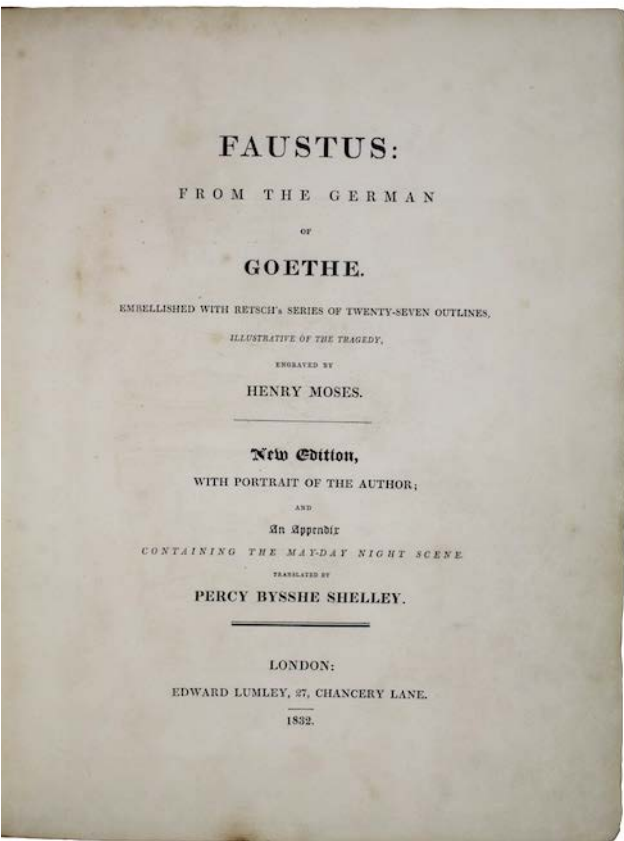 FAUSTUS:
FROM THE GERMAN
OF
GOETHE.
EMBELLISHED WITH RETSCH's SERIES OF TWENTY-SEVEN OUTLINES,
ILLUSTRATIVE OF THE TRAGEDY,
ENGRAVED BY
HENRY MOSES.
New Edition,
WITH PORTRAIT OF THE AUTHOR;
AND
An Appendix
CONTAINING THE MAY-DAY NIGHT SCENE.
TRANSLATED BY
PERCY BYSSHE SHELLEY.
LONDON:
EDWARD LUMLEY, 27, CHANCERY LANE.
1832.